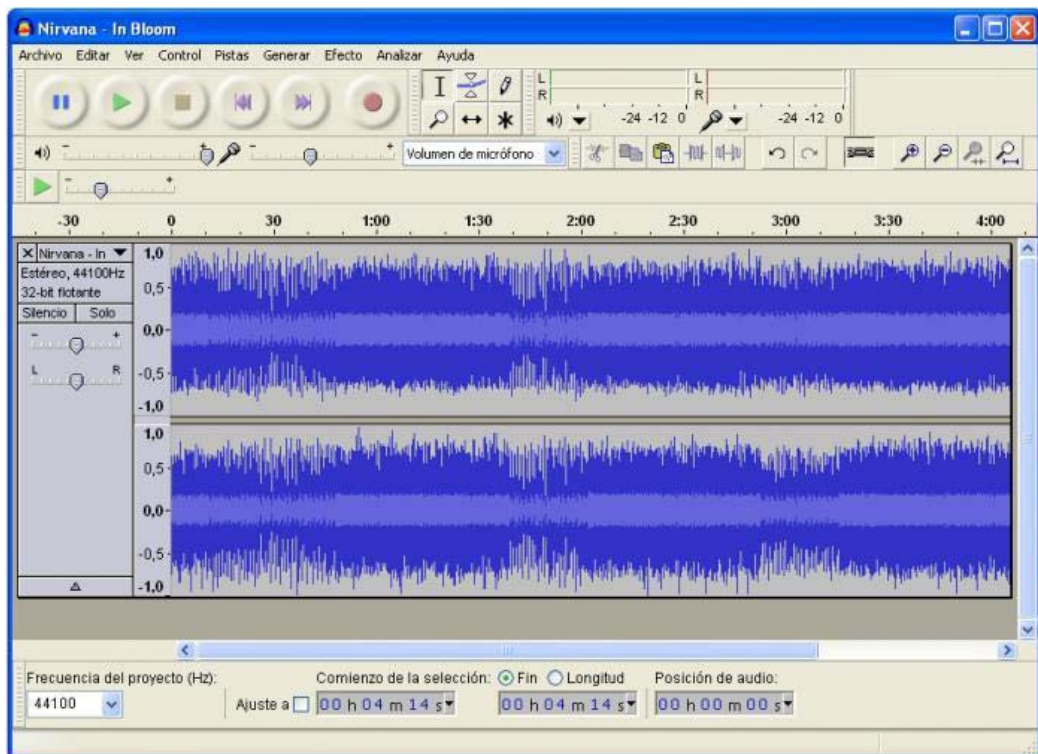 Nirvana - In Bloom
Archivo Editar Ver Control Pistas Generar Efecto Analizar Ayuda
L
R
L
R
-24 -12 0
-24 -12 0
- + - + Volumen de micrófono
- +
-30 0 30 1:00 1:30 2:00 2:30 3:00 3:30 4:00
Nirvana - In
Estéreo, 44100Hz
32-bit flotante
Silencio Solo
- +
L R
1,0
0,5
0,0
-0,5
-1,0
1,0
0,5
0,0
-0,5
-1,0
Frecuencia del proyecto (Hz):
44100
Ajuste a
Comienzo de la selección: Fin Longitud
00 h 04 m 14 s
00 h 04 m 14 s
Posición de audio:
00 h 00 m 00 s